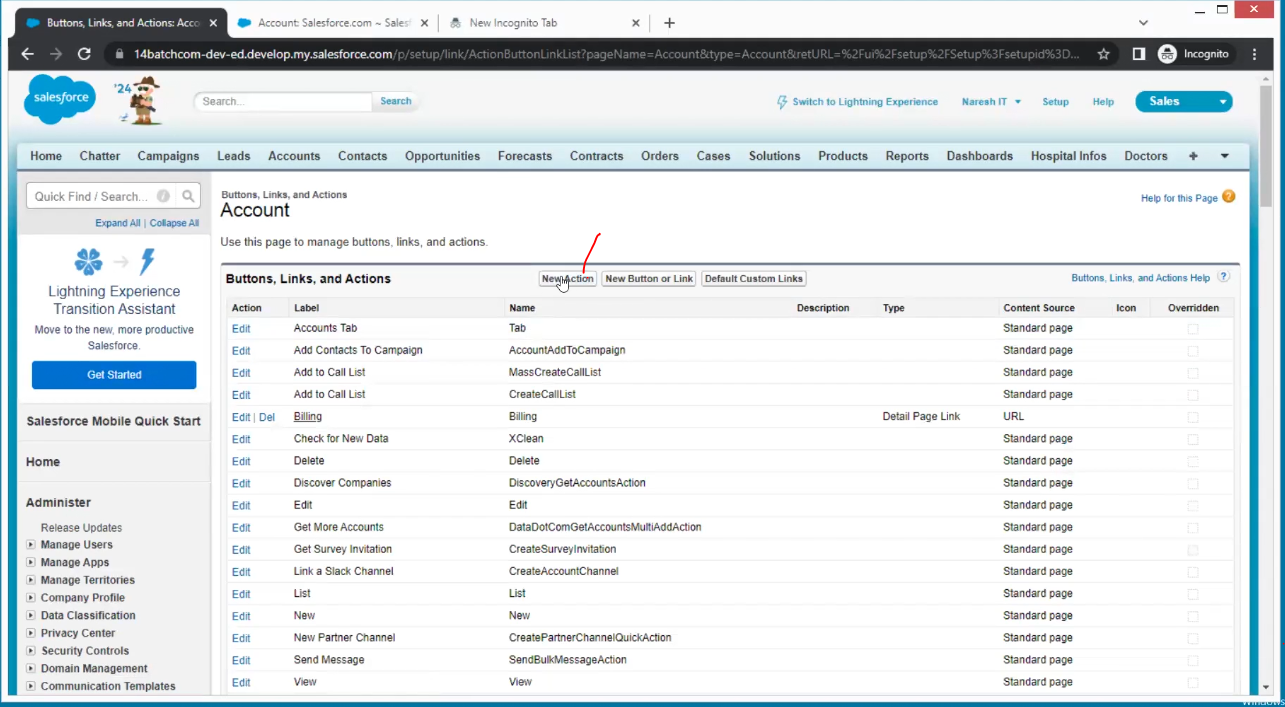 Buttons, Links, and Actions: Acco
Account: Salesforce.com ~ Sales
New Incognito Tab
14batchcom-dev-ed.develop.my.salesforce.com/p/setup/link/ActionButtonLinkList?pageName=Account&type=Account&retURL=%2Fui%2Fsetup%2FSetup%3Fsetupid%3D...
Incognito
salesforce
'24
Search...
Search
Switch to Lightning Experience
Naresh IT
Setup
Help
Sales
Home Chatter Campaigns Leads Accounts Contacts Opportunities Forecasts Contracts Orders Cases Solutions Products Reports Dashboards Hospital Infos Doctors +
Quick Find / Search...
Expand All | Collapse All
Lightning Experience
Transition Assistant
Move to the new, more productive
Salesforce.
Get Started
Salesforce Mobile Quick Start
Home
Administer
Release Updates
Manage Users
Manage Apps
Manage Territories
Company Profile
Data Classification
Privacy Center
Security Controls
Domain Management
Communication Templates
Buttons, Links, and Actions
Account
Help for this Page ?
Use this page to manage buttons, links, and actions.
Buttons, Links, and Actions
New Action
New Button or Link
Default Custom Links
Buttons, Links, and Actions Help ?
Action Label Name Description Type Content Source Icon Overridden
Edit Accounts Tab Tab Standard page
Edit Add Contacts To Campaign AccountAddToCampaign Standard page
Edit Add to Call List MassCreateCallList Standard page
Edit Add to Call List CreateCallList Standard page
Edit | Del Billing Billing Detail Page Link URL
Edit Check for New Data XClean Standard page
Edit Delete Delete Standard page
Edit Discover Companies DiscoveryGetAccountsAction Standard page
Edit Edit Edit Standard page
Edit Get More Accounts DataDotComGetAccountsMultiAddAction Standard page
Edit Get Survey Invitation CreateSurveyInvitation Standard page
Edit Link a Slack Channel CreateAccountChannel Standard page
Edit List List Standard page
Edit New New Standard page
Edit New Partner Channel CreatePartnerChannelQuickAction Standard page
Edit Send Message SendBulkMessageAction Standard page
Edit View View Standard page